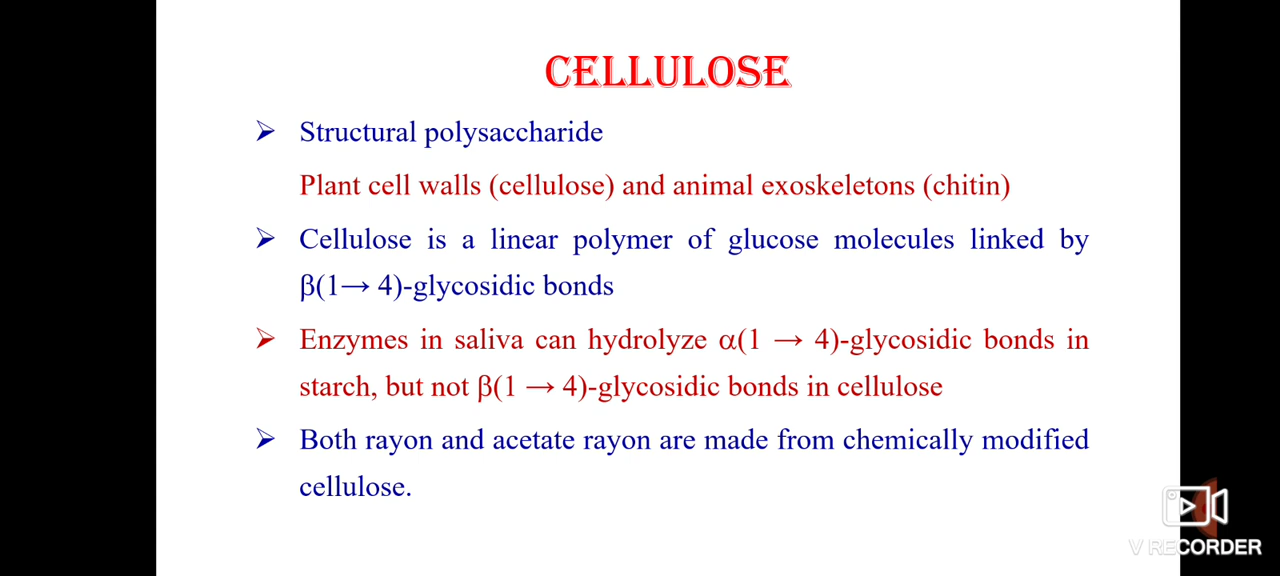 CELLULOSE
➢ Structural polysaccharide
Plant cell walls (cellulose) and animal exoskeletons (chitin)
➢ Cellulose is a linear polymer of glucose molecules linked by
β(1→ 4)-glycosidic bonds
➢ Enzymes in saliva can hydrolyze α(1 → 4)-glycosidic bonds in
starch, but not β(1 → 4)-glycosidic bonds in cellulose
➢ Both rayon and acetate rayon are made from chemically modified
cellulose.
V RECORDER